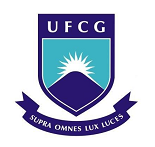 UFCG
SUPRA OMNES LUX LUCES